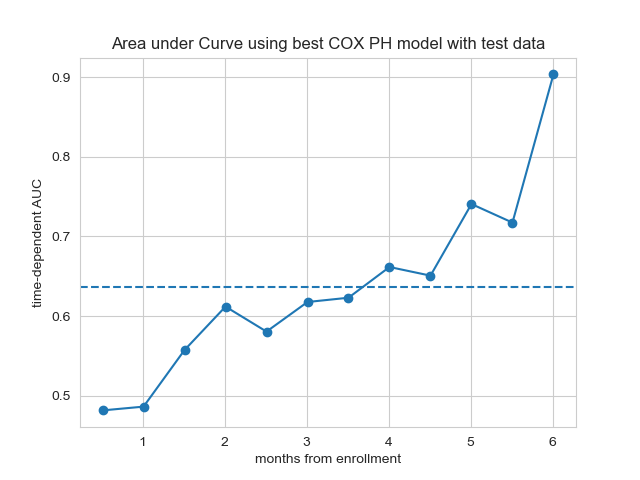 Area under Curve using best COX PH model with test data
time-dependent AUC
0.9
0.8
0.7
0.6
0.5
1 2 3 4 5 6
months from enrollment